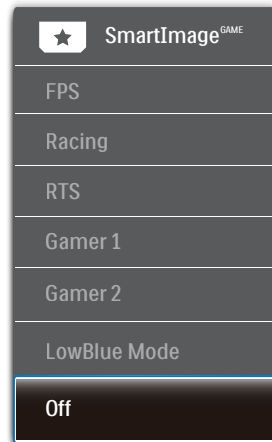 SmartImage GAME
FPS
Racing
RTS
Gamer 1
Gamer 2
LowBlue Mode
Off